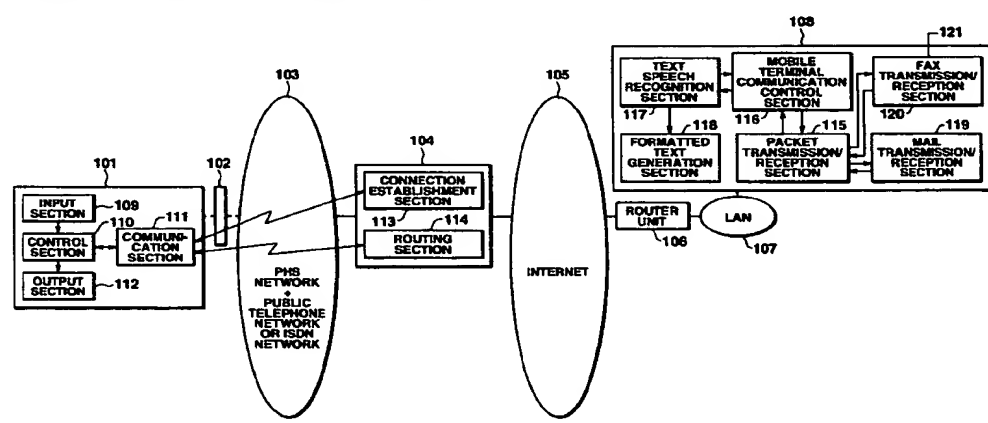 101
INPUT
SECTION
109
110
CONTROL
SECTION
111
COMMUNI-
CATION
SECTION
OUTPUT
SECTION
112
102
103
PHS
NETWORK
+
PUBLIC
TELEPHONE
NETWORK
OR ISDN
NETWORK
104
CONNECTION
ESTABLISHMENT
SECTION
113
114
ROUTING
SECTION
105
INTERNET
ROUTER
UNIT
106
LAN
107
108
TEXT
SPEECH
RECOGNITION
SECTION
117
MOBILE
TERMINAL
COMMUNICATION
CONTROL
SECTION
116
121
FAX
TRANSMISSION/
RECEPTION
SECTION
120
118
FORMATTED
TEXT
GENERATION
SECTION
115
PACKET
TRANSMISSION/
RECEPTION
SECTION
119
MAIL
TRANSMISSION/
RECEPTION
SECTION